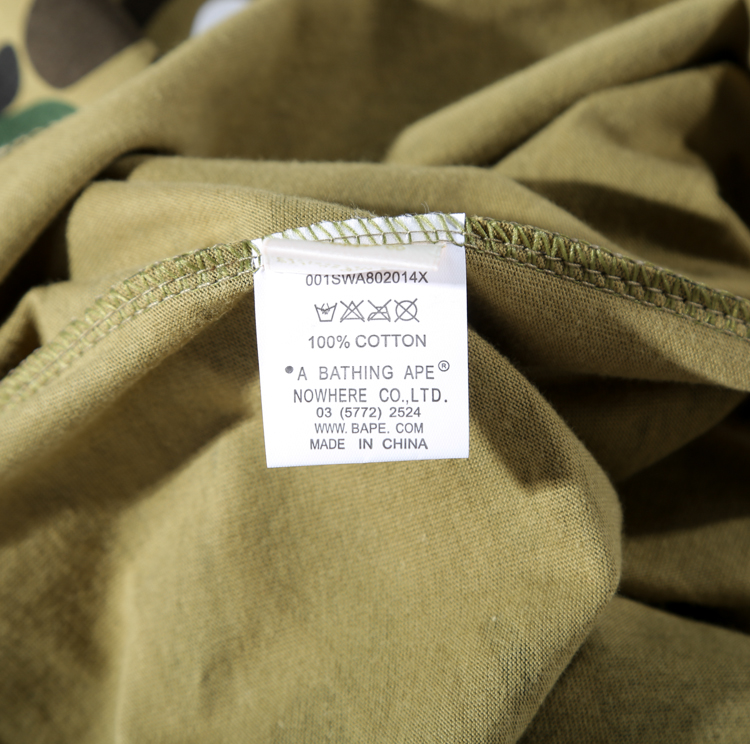 001SWA802014X
100% COTTON
•A BATHING APE®
NOWHERE CO.,LTD.
03 (5772) 2524
WWW. BAPE. COM
MADE IN CHINA